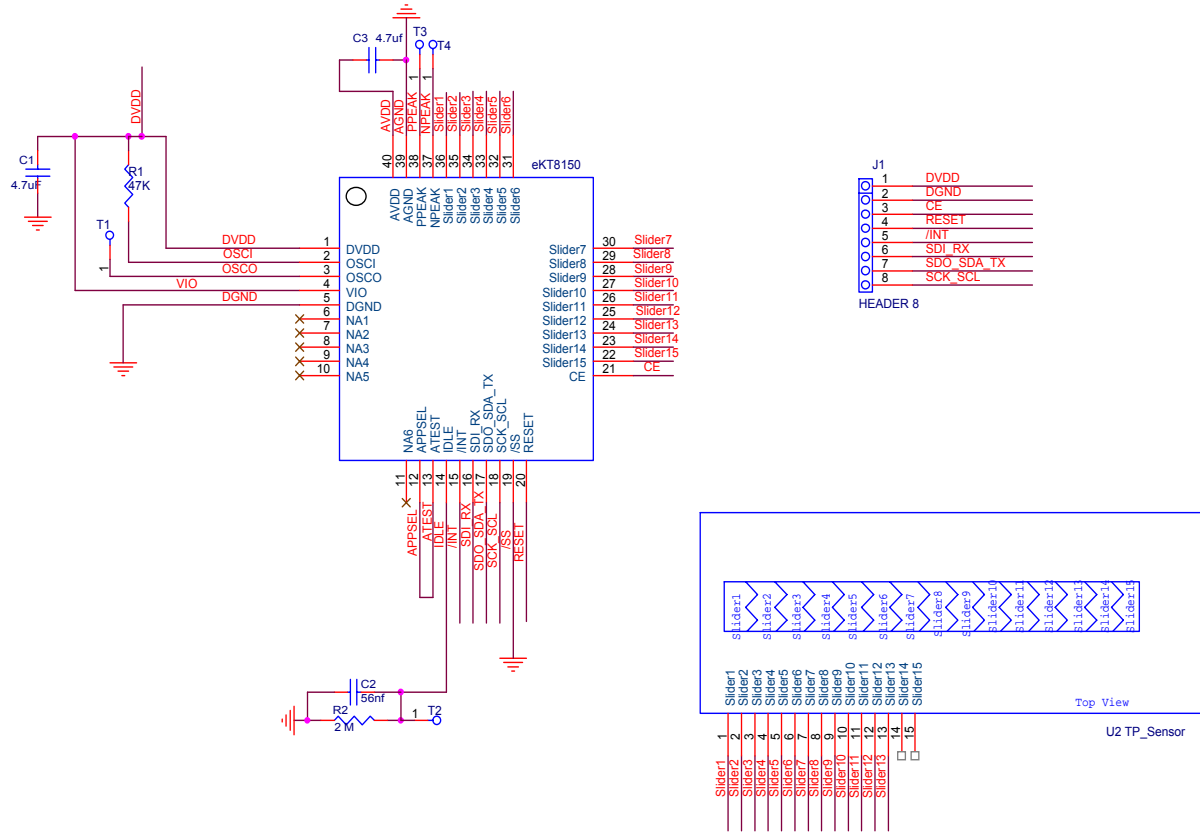 C3 4.7uf
T3
T4
1
1
AVDD
AGND
PPEAK
NPEAK
Slider1
Slider2
Slider3
Slider4
Slider5
Slider6
40
39
38
37
36
35
34
33
32
31
eKT8150
AVDD
AGND
PPEAK
NPEAK
Slider1
Slider2
Slider3
Slider4
Slider5
Slider6
DVDD
C1
4.7uF
R1
47K
T1
1
DVDD 1 DVDD
OSCI 2 OSCI
OSCO 3 OSCO
VIO 4 VIO
DGND 5 DGND
6 NA1
7 NA2
8 NA3
9 NA4
10 NA5
Slider7 30 Slider7
Slider8 29 Slider8
Slider9 28 Slider9
Slider10 27 Slider10
Slider11 26 Slider11
Slider12 25 Slider12
Slider13 24 Slider13
Slider14 23 Slider14
Slider15 22 Slider15
CE 21 CE
NA6
APPSEL
ATEST
IDLE
/INT
SDI_RX
SDO_SDA_TX
SCK_SCL
/SS
RESET
11
12
13
14
15
16
17
18
19
20
APPSEL
ATEST
IDLE
/INT
SDI_RX
SDO_SDA_TX
SCK_SCL
/SS
RESET
C2
56nf
R2
2 M
1 T2
J1
1 DVDD
2 DGND
3 CE
4 RESET
5 /INT
6 SDI_RX
7 SDO_SDA_TX
8 SCK_SCL
HEADER 8
Slider1
Slider2
Slider3
Slider4
Slider5
Slider6
Slider7
Slider8
Slider9
Slider10
Slider11
Slider12
Slider13
Slider14
Slider15
Slider1
Slider2
Slider3
Slider4
Slider5
Slider6
Slider7
Slider8
Slider9
Slider10
Slider11
Slider12
Slider13
Slider14
Slider15
Top View
U2 TP_Sensor
1
2
3
4
5
6
7
8
9
10
11
12
13
14
15
Slider1
Slider2
Slider3
Slider4
Slider5
Slider6
Slider7
Slider8
Slider9
Slider10
Slider11
Slider12
Slider13